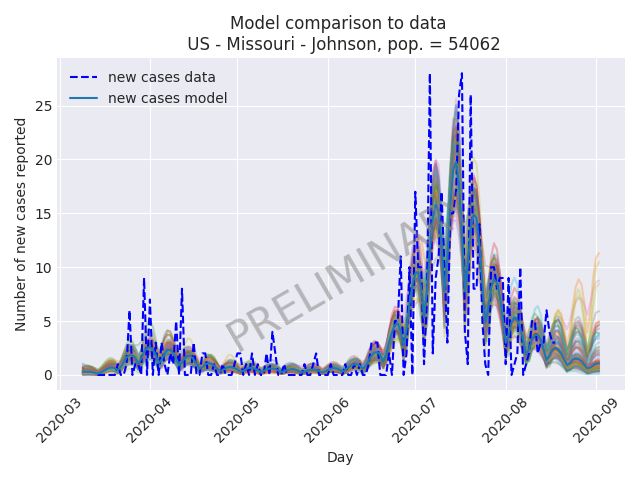 Model comparison to data
US - Missouri - Johnson, pop. = 54062
new cases data
new cases model
Number of new cases reported
25
20
15
10
5
0
PRELIMINARY
2020-03
2020-04
2020-05
2020-06
2020-07
2020-08
2020-09
Day